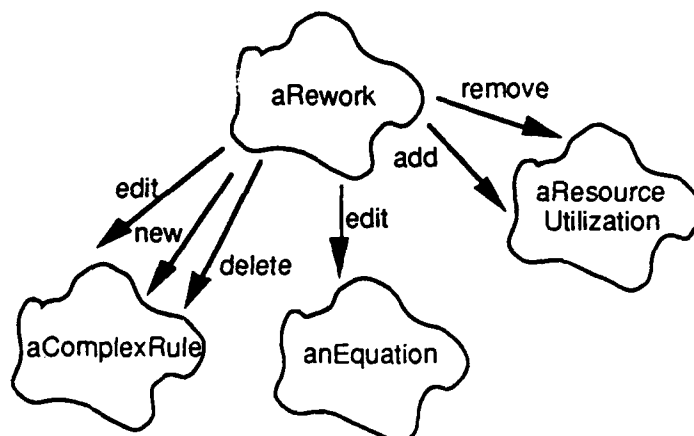 aRework
remove
add
aResource
Utilization
edit
new
delete
edit
aComplexRule
anEquation